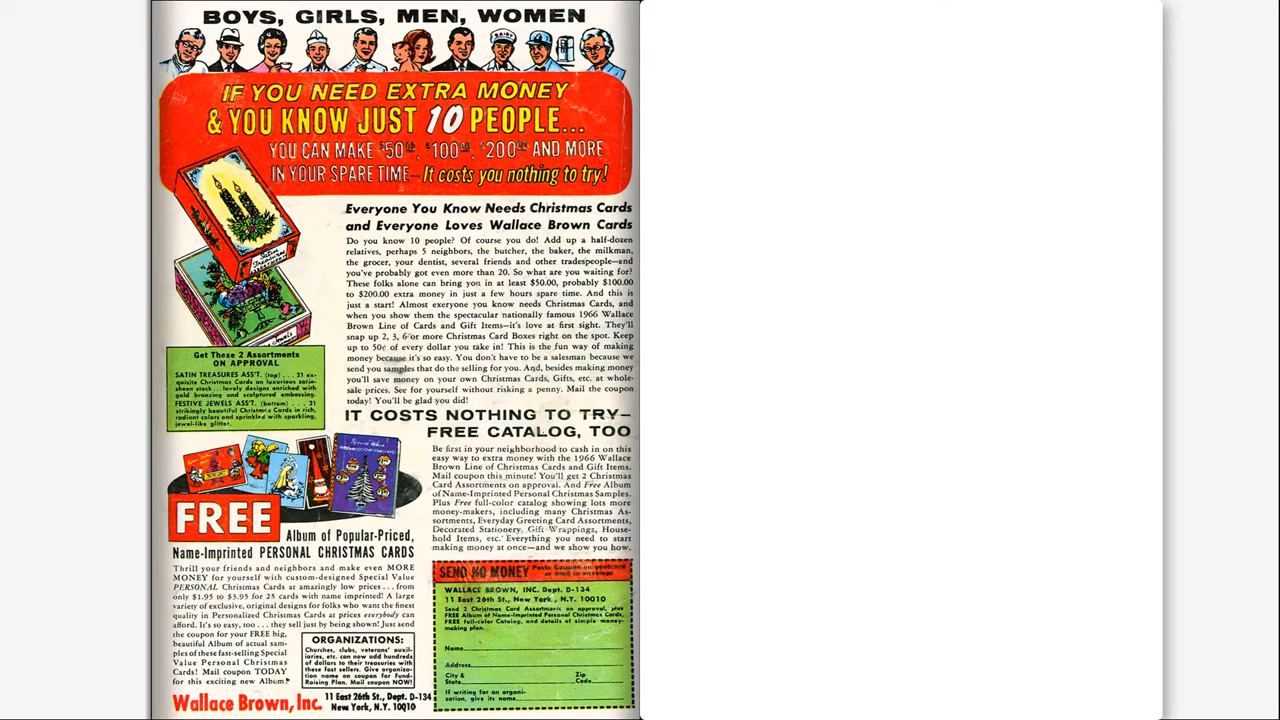 BOYS, GIRLS, MEN, WOMEN
DAIRY
IF YOU NEED EXTRA MONEY
& YOU KNOW JUST 10 PEOPLE...
YOU CAN MAKE $50⁰⁰, $100⁰⁰, $200⁰⁰ AND MORE
IN YOUR SPARE TIME—It costs you nothing to try!
Everyone You Know Needs Christmas Cards
and Everyone Loves Wallace Brown Cards
Do you know 10 people? Of course you do! Add up a half-dozen
relatives, perhaps 5 neighbors, the butcher, the baker, the milkman,
the grocer, your dentist, several friends and other tradespeople—and
you've probably got even more than 20. So what are you waiting for?
These folks alone can bring you in at least $50.00, probably $100.00
to $200.00 extra money in just a few hours spare time. And this is
just a start! Almost everyone you know needs Christmas Cards, and
when you show them the spectacular nationally famous 1966 Wallace
Brown Line of Cards and Gift Items—it's love at first sight. They'll
snap up 2, 3, 6 or more Christmas Card Boxes right on the spot. Keep
up to 50¢ of every dollar you take in! This is the fun way of making
money because it's so easy. You don't have to be a salesman because we
send you samples that do the selling for you. And, besides making money
you'll save money on your own Christmas Cards, Gifts, etc. at whole-
sale prices. See for yourself without risking a penny. Mail the coupon
today! You'll be glad you did!
Get These 2 Assortments
ON APPROVAL
SATIN TREASURES ASS'T. (top) . . . 21 ex-
quisite Christmas Cards on luxurious satin-
sheen stock . . . lovely designs enriched with
gold bronzing and sculptured embossing.
FESTIVE JEWELS ASS'T. (bottom) . . . 21
strikingly beautiful Christmas Cards in rich,
radiant colors and sprinkled with sparkling,
jewel-like glitter.
IT COSTS NOTHING TO TRY—
FREE CATALOG, TOO
Be first in your neighborhood to cash in on this
easy way to extra money with the 1966 Wallace
Brown Line of Christmas Cards and Gift Items.
Mail coupon this minute! You'll get 2 Christmas
Card Assortments on approval. And Free Album
of Name-Imprinted Personal Christmas Samples.
Plus Free full-color catalog showing lots more
money-makers, including many Christmas As-
sortments, Everyday Greeting Card Assortments,
Decorated Stationery, Gift Wrappings, House-
hold Items, etc. Everything you need to start
making money at once—and we show you how.
FREE Album of Popular-Priced,
Name-Imprinted PERSONAL CHRISTMAS CARDS
Thrill your friends and neighbors and make even MORE
MONEY for yourself with custom-designed Special Value
PERSONAL Christmas Cards at amazingly low prices . . . from
only $1.95 to $3.95 for 25 cards with name imprinted! A large
variety of exclusive, original designs for folks who want the finest
quality in Personalized Christmas Cards at prices everybody can
afford. It's so easy, too . . . they sell just by being shown! Just send
the coupon for your FREE big,
beautiful Album of actual sam-
ples of these fast-selling Special
Value Personal Christmas
Cards! Mail coupon TODAY
for this exciting new Album!
ORGANIZATIONS:
Churches, clubs, veterans' auxil-
iaries, etc. can now add hundreds
of dollars to their treasuries with
these fast sellers. Give organiza-
tion name on coupon for Fund-
Raising Plan. Mail coupon NOW!
Wallace Brown, Inc. 11 East 26th St., Dept. D-134
New York, N.Y. 10010
SEND NO MONEY Paste Coupon on postcard
or mail in envelope
WALLACE BROWN, INC. Dept. D-134
11 East 26th St., New York, N.Y. 10010
Send 2 Christmas Card Assortments on approval, plus
FREE Album of Name-Imprinted Personal Christmas Cards,
FREE full-color Catalog, and details of simple money-
making plan.
Name
Address
City & State Zip Code
If writing for an organi-
zation, give its name